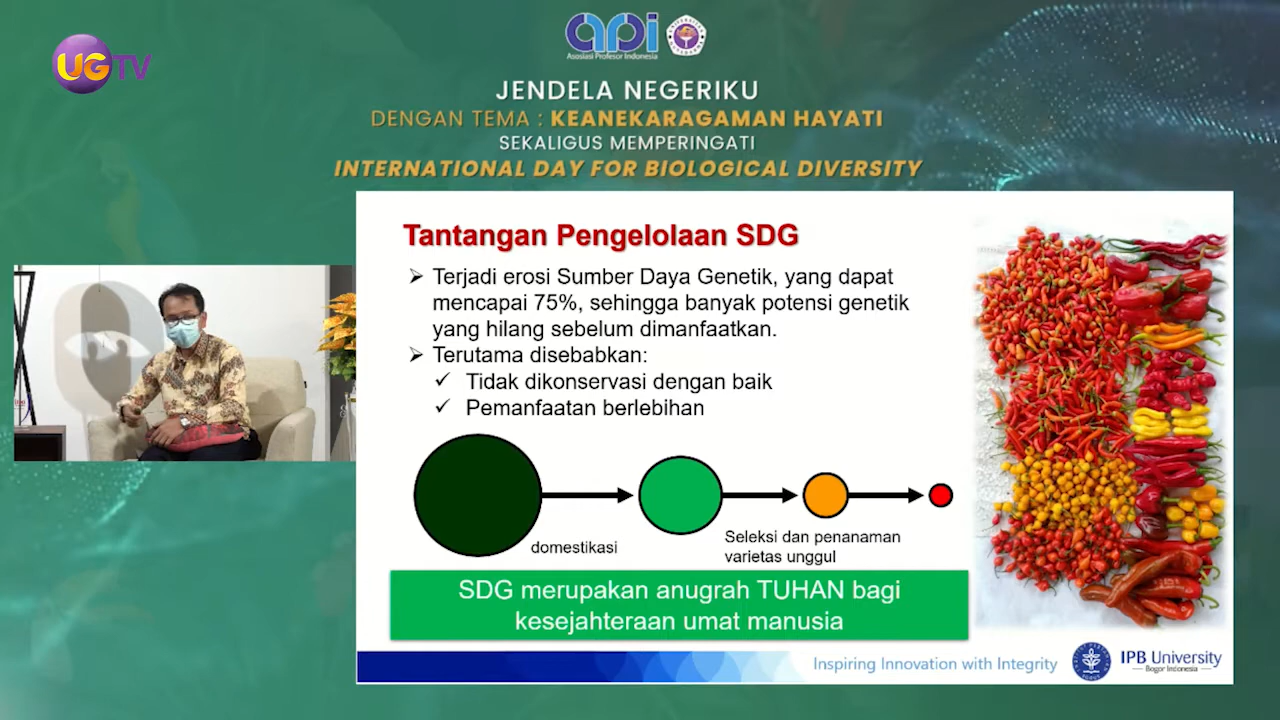 UGTV
api
Asosiasi Profesor Indonesia
JENDELA NEGERIKU
DENGAN TEMA : KEANEKARAGAMAN HAYATI
SEKALIGUS MEMPERINGATI
INTERNATIONAL DAY FOR BIOLOGICAL DIVERSITY
Tantangan Pengelolaan SDG
Terjadi erosi Sumber Daya Genetik, yang dapat
mencapai 75%, sehingga banyak potensi genetik
yang hilang sebelum dimanfaatkan.
Terutama disebabkan:
Tidak dikonservasi dengan baik
Pemanfaatan berlebihan
domestikasi
Seleksi dan penanaman
varietas unggul
SDG merupakan anugrah TUHAN bagi
kesejahteraan umat manusia
Inspiring Innovation with Integrity
IPB University
Bogor Indonesia